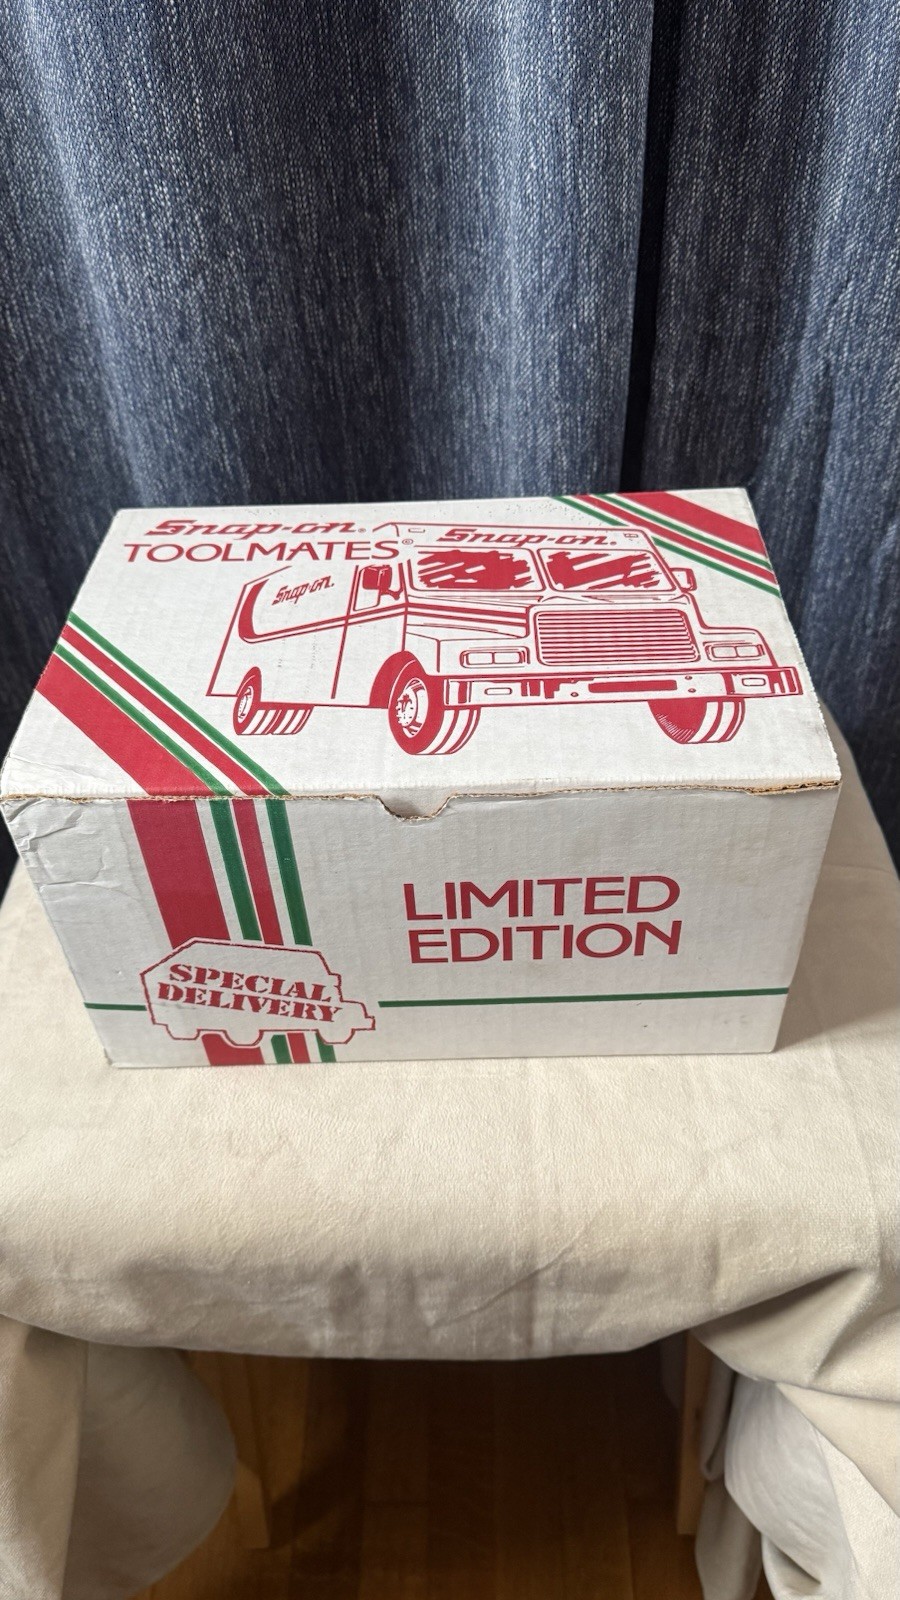 Snap-on®
TOOLMATES©
Snap-on®
Snap-on®
LIMITED
EDITION
SPECIAL
DELIVERY